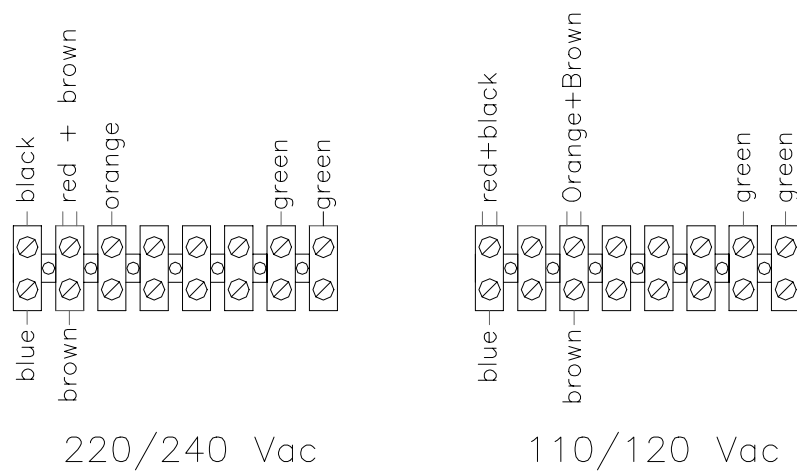 black
red + brown
orange
green
green
blue
brown
220/240 Vac
red+black
Orange+Brown
green
green
blue
brown
110/120 Vac